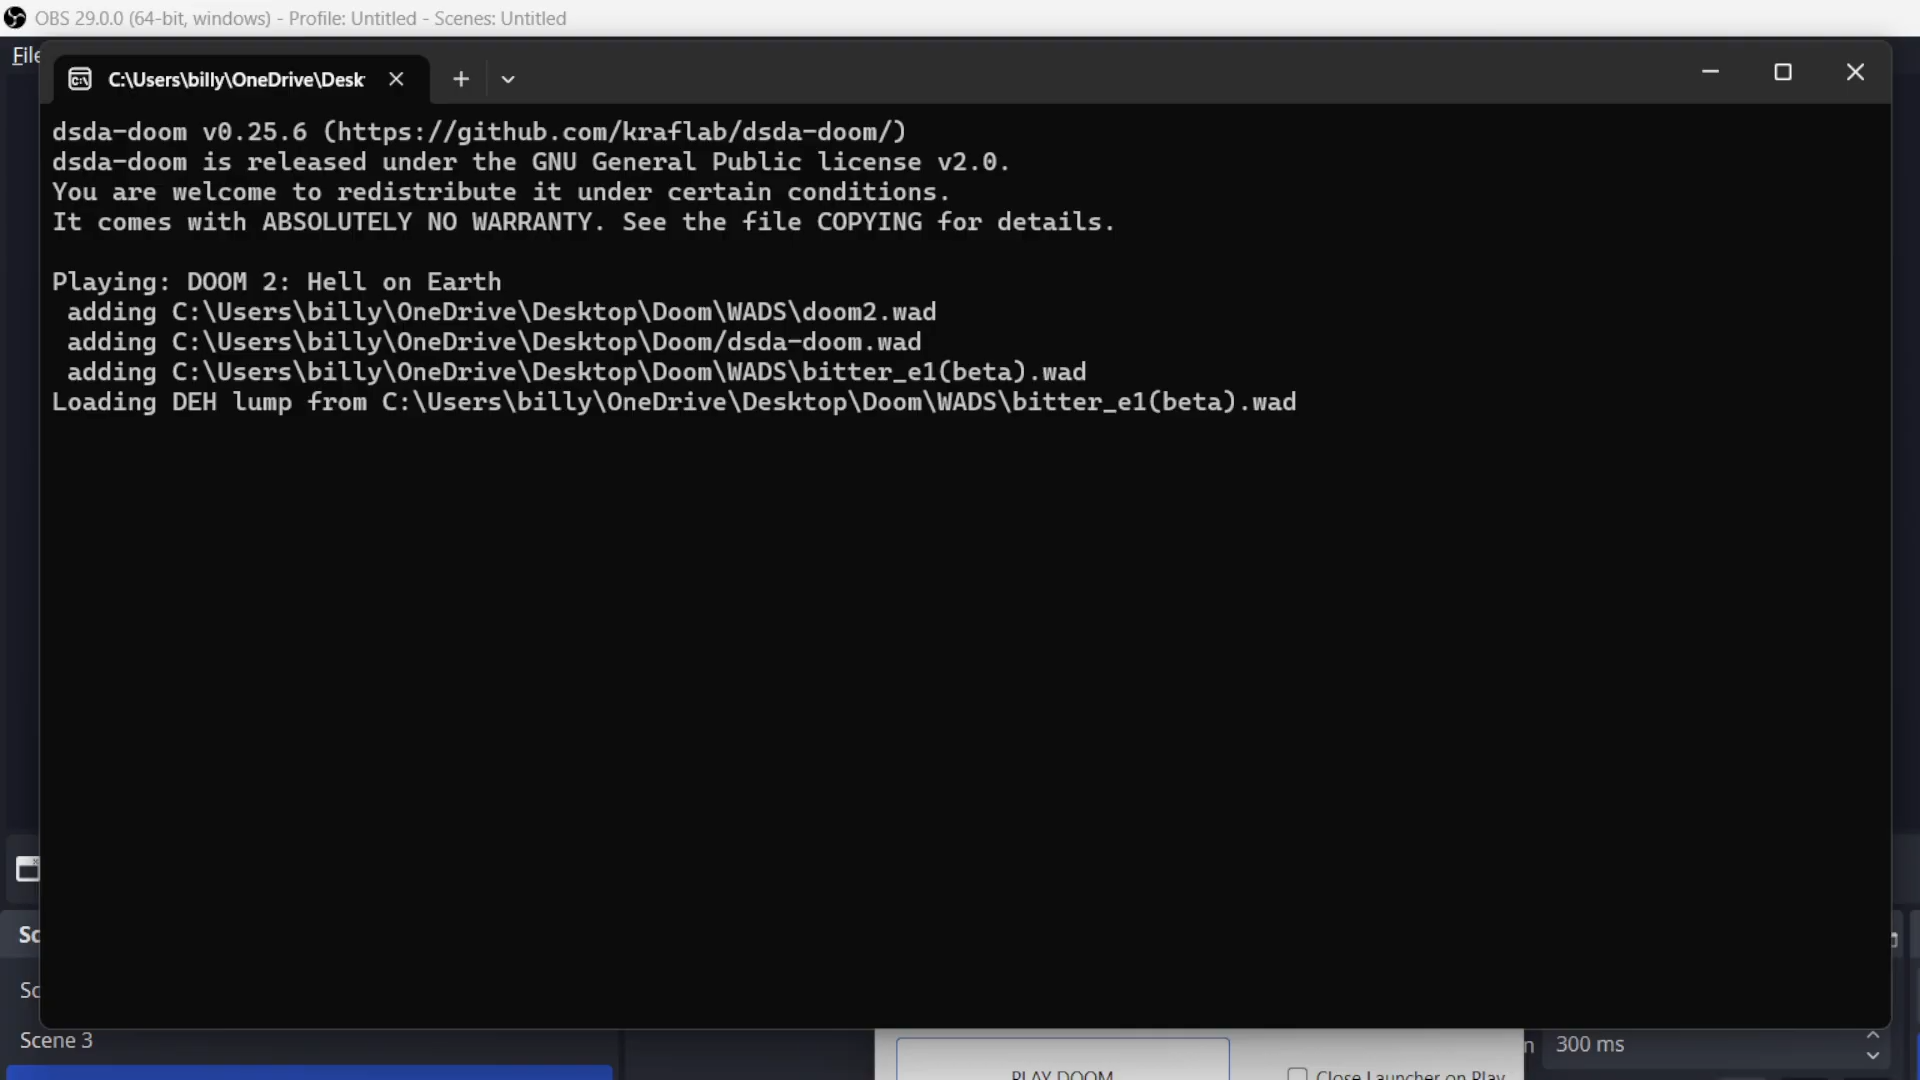 OBS 29.0.0 (64-bit, windows) - Profile: Untitled - Scenes: Untitled
File
C:\Users\billy\OneDrive\Desk
dsda-doom v0.25.6 (https://github.com/kraflab/dsda-doom/)
dsda-doom is released under the GNU General Public license v2.0.
You are welcome to redistribute it under certain conditions.
It comes with ABSOLUTELY NO WARRANTY. See the file COPYING for details.
Playing: DOOM 2: Hell on Earth
adding C:\Users\billy\OneDrive\Desktop\Doom\WADS\doom2.wad
adding C:\Users\billy\OneDrive\Desktop\Doom/dsda-doom.wad
adding C:\Users\billy\OneDrive\Desktop\Doom\WADS\bitter_e1(beta).wad
Loading DEH lump from C:\Users\billy\OneDrive\Desktop\Doom\WADS\bitter_e1(beta).wad
Sc
Sc
Scene 3
n 300 ms
PLAY DOOM
Close Launcher on Play